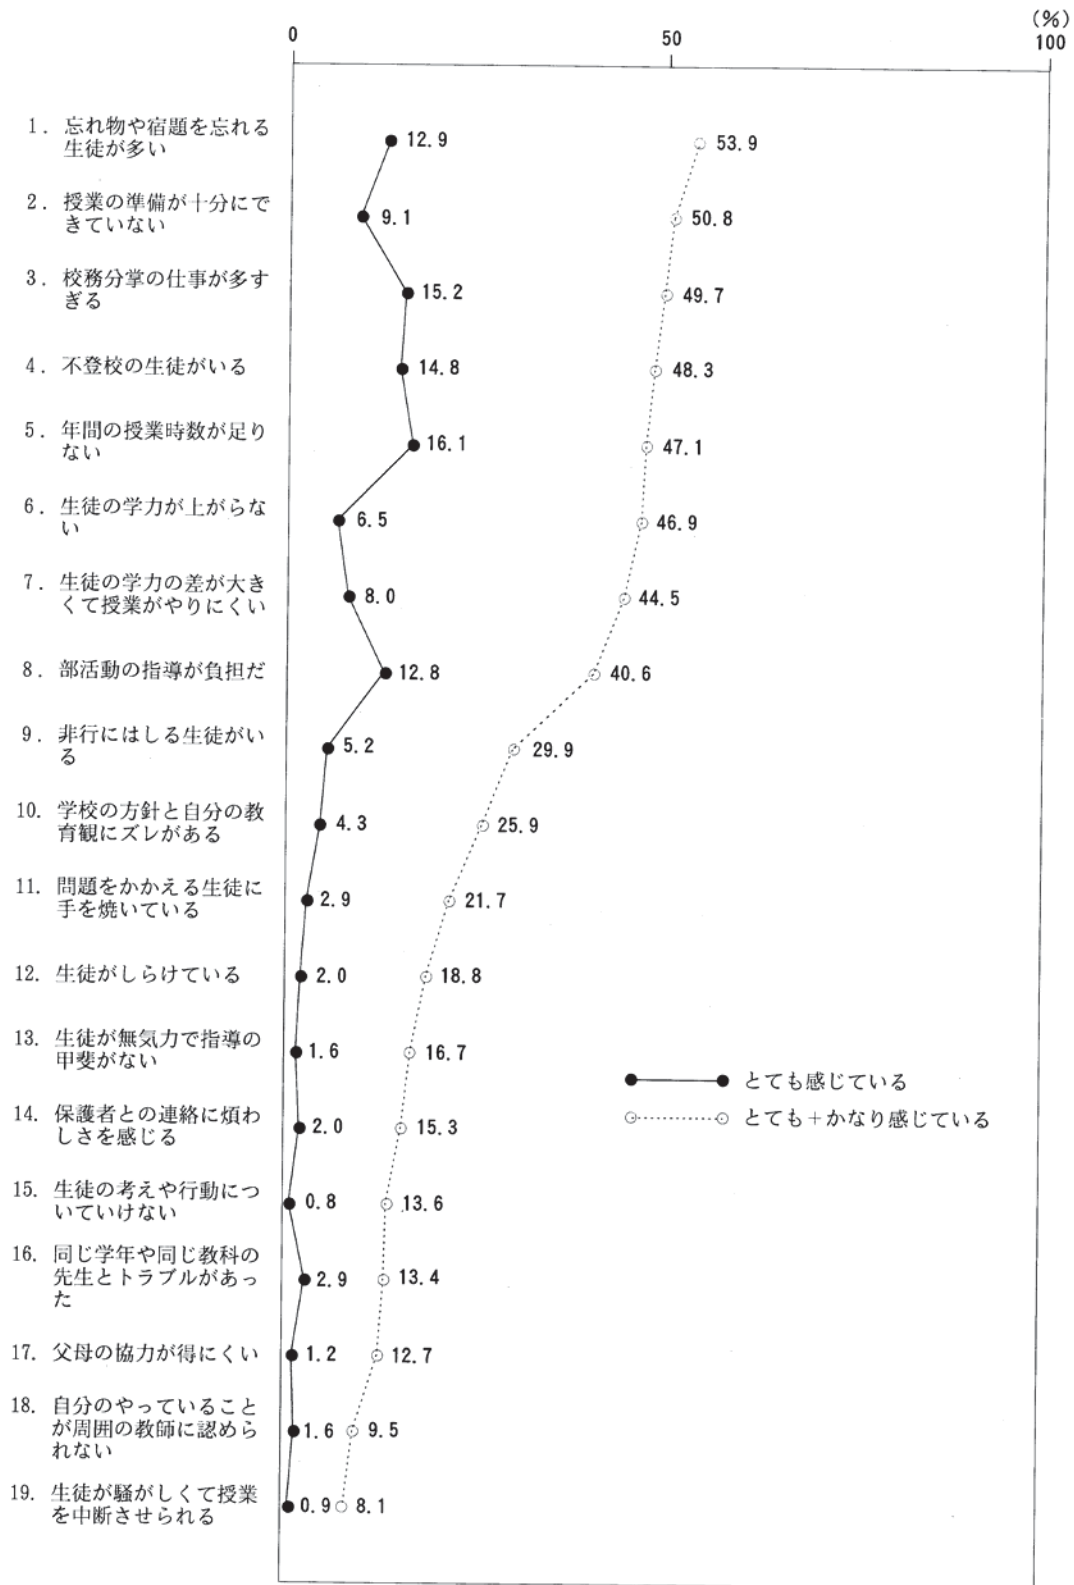 (%)
0 50 100
1. 忘れ物や宿題を忘れる
生徒が多い
12.9 53.9
2. 授業の準備が十分にで
きていない
9.1 50.8
3. 校務分掌の仕事が多す
ぎる
15.2 49.7
4. 不登校の生徒がいる
14.8 48.3
5. 年間の授業時数が足り
ない
16.1 47.1
6. 生徒の学力が上がらな
い
6.5 46.9
7. 生徒の学力の差が大き
くて授業がやりにくい
8.0 44.5
8. 部活動の指導が負担だ
12.8 40.6
9. 非行にはしる生徒がい
る
5.2 29.9
10. 学校の方針と自分の教
育観にズレがある
4.3 25.9
11. 問題をかかえる生徒に
手を焼いている
2.9 21.7
12. 生徒がしらけている
2.0 18.8
13. 生徒が無気力で指導の
甲斐がない
1.6 16.7
とても感じている
14. 保護者との連絡に煩わ
しさを感じる
2.0 15.3
とても+かなり感じている
15. 生徒の考えや行動につ
いていけない
0.8 13.6
16. 同じ学年や同じ教科の
先生とトラブルがあっ
た
2.9 13.4
17. 父母の協力が得にくい
1.2 12.7
18. 自分のやっていること
が周囲の教師に認めら
れない
1.6 9.5
19. 生徒が騒がしくて授業
を中断させられる
0.9 8.1